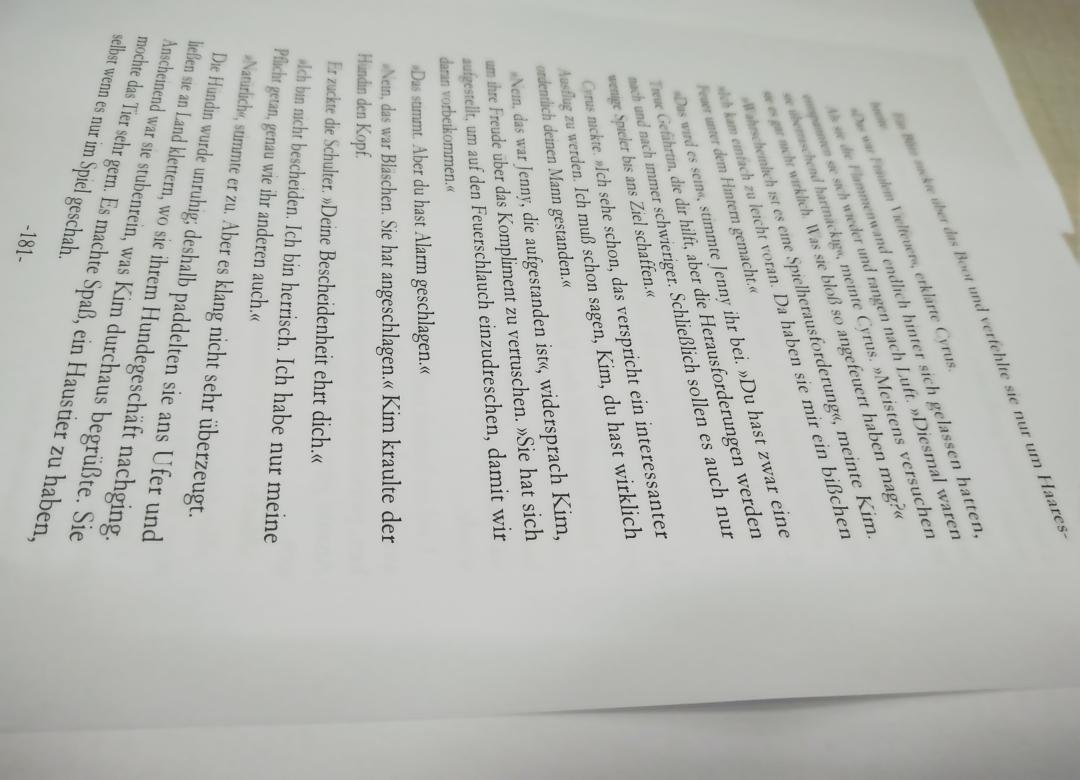 Ein Blitz zuckte über das Boot und verfehlte sie nur um Haares-
breite.
»Das war Faulem Vielfeuer«, erklärte Cyrus.
Als sie die Flammenwand endlich hinter sich gelassen hatten,
entspannten sie sich wieder und rangen nach Luft. »Diesmal waren
sie überraschend hartnäckig«, meinte Cyrus. »Meistens versuchen
sie es gar nicht wirklich. Was sie bloß so angefeuert haben mag?«
»Wahrscheinlich ist es eine Spielherausforderung«, meinte Kim.
»Ich kam einfach zu leicht voran. Da haben sie mir ein bißchen
Feuer unter dem Hintern gemacht.«
»Das wird es sein«, stimmte Jenny ihr bei. »Du hast zwar eine
Treue Gefährtin, die dir hilft, aber die Herausforderungen werden
nach und nach immer schwieriger. Schließlich sollen es auch nur
wenige Spieler bis ans Ziel schaffen.«
Cyrus nickte. »Ich sehe schon, das verspricht ein interessanter
Ausflug zu werden. Ich muß schon sagen, Kim, du hast wirklich
ordentlich deinen Mann gestanden.«
»Nein, das war Jenny, die aufgestanden ist«, widersprach Kim,
um ihre Freude über das Kompliment zu vertuschen. »Sie hat sich
aufgestellt, um auf den Feuerschlauch einzudreschen, damit wir
daran vorbeikommen.«
»Das stimmt. Aber du hast Alarm geschlagen.«
»Nein, das war Bläschen. Sie hat angeschlagen.« Kim kraulte der
Hündin den Kopf.
Er zuckte die Schulter. »Deine Bescheidenheit ehrt dich.«
»Ich bin nicht bescheiden. Ich bin herrisch. Ich habe nur meine
Pflicht getan, genau wie ihr anderen auch.«
»Natürlich«, stimmte er zu. Aber es klang nicht sehr überzeugt.
Die Hündin wurde unruhig; deshalb paddelten sie ans Ufer und
ließen sie an Land klettern, wo sie ihrem Hundegeschäft nachging.
Anscheinend war sie stubenrein, was Kim durchaus begrüßte. Sie
mochte das Tier sehr gern. Es machte Spaß, ein Haustier zu haben,
selbst wenn es nur im Spiel geschah.
-181-